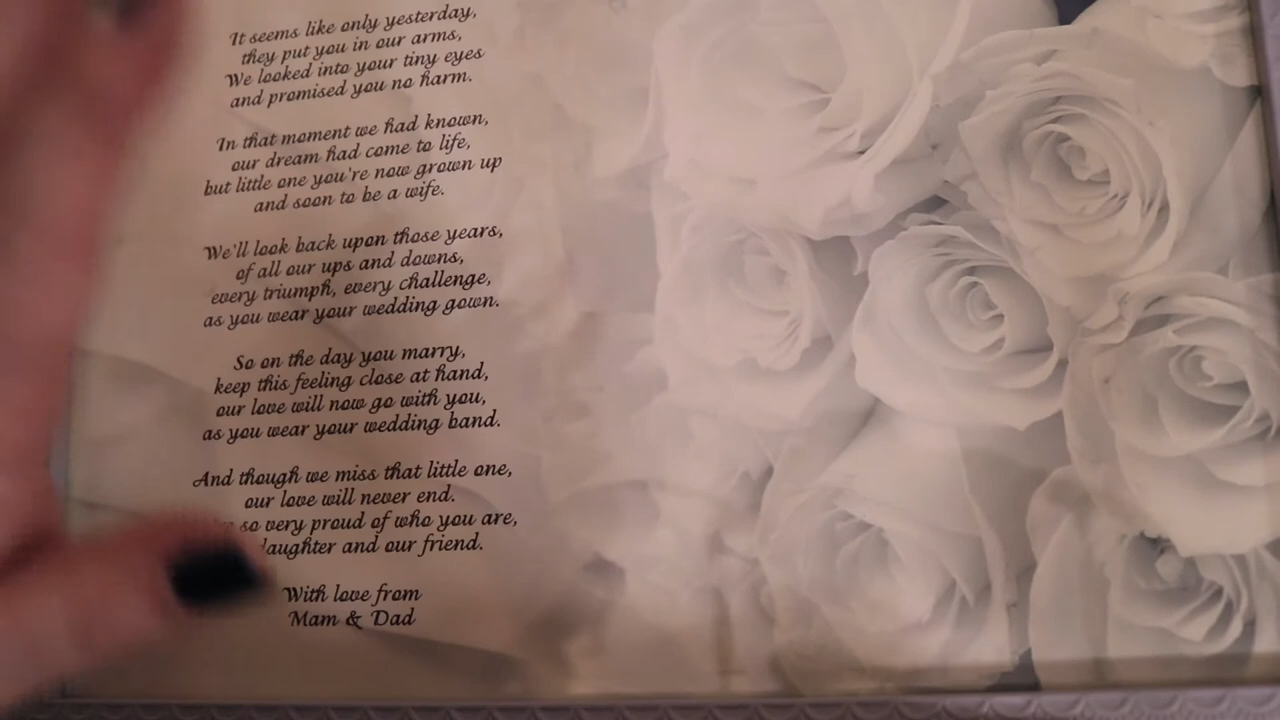 It seems like only yesterday,
they put you in our arms,
We looked into your tiny eyes
and promised you no harm.
In that moment we had known,
our dream had come to life,
but little one you're now grown up
and soon to be a wife.
We'll look back upon those years,
of all our ups and downs,
every triumph, every challenge,
as you wear your wedding gown.
So on the day you marry,
keep this feeling close at hand,
our love will now go with you,
as you wear your wedding band.
And though we miss that little one,
our love will never end.
so very proud of who you are,
daughter and our friend.
With love from
Mam & Dad